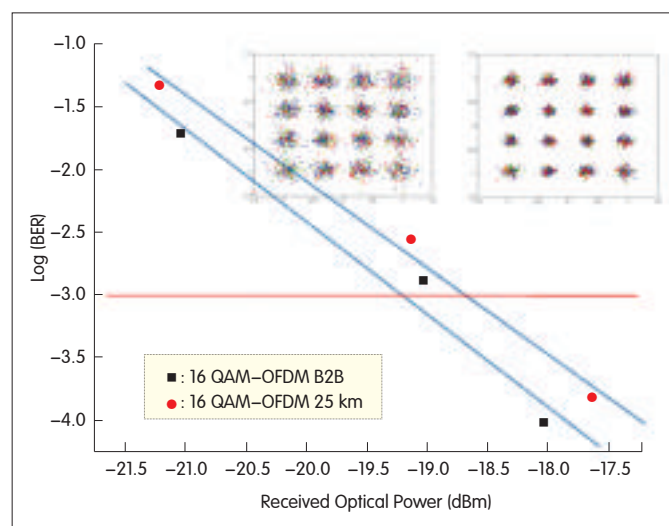 −1.0
−1.5
−2.0
−2.5
−3.0
−3.5
−4.0
Log (BER)
■ : 16 QAM–OFDM B2B
● : 16 QAM–OFDM 25 km
−21.5 −21.0 −20.5 −20.0 −19.5 −19.0 −18.5 −18.0 −17.5
Received Optical Power (dBm)